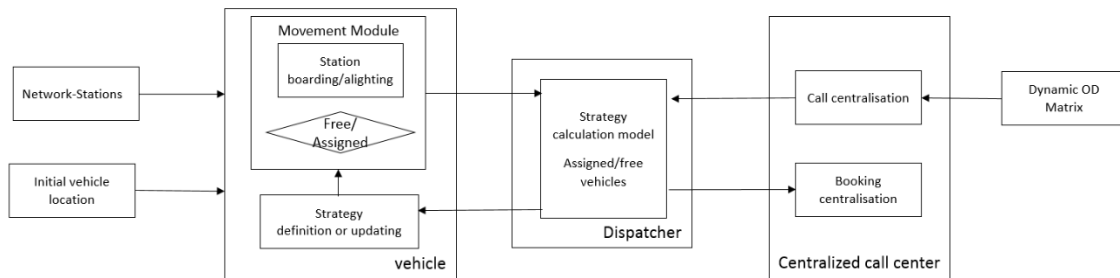 Network-Stations
Initial vehicle
location
Movement Module
Station
boarding/alighting
Free/
Assigned
Strategy
definition or updating
vehicle
Strategy
calculation model
Assigned/free
vehicles
Dispatcher
Call centralisation
Booking
centralisation
Centralized call center
Dynamic OD
Matrix